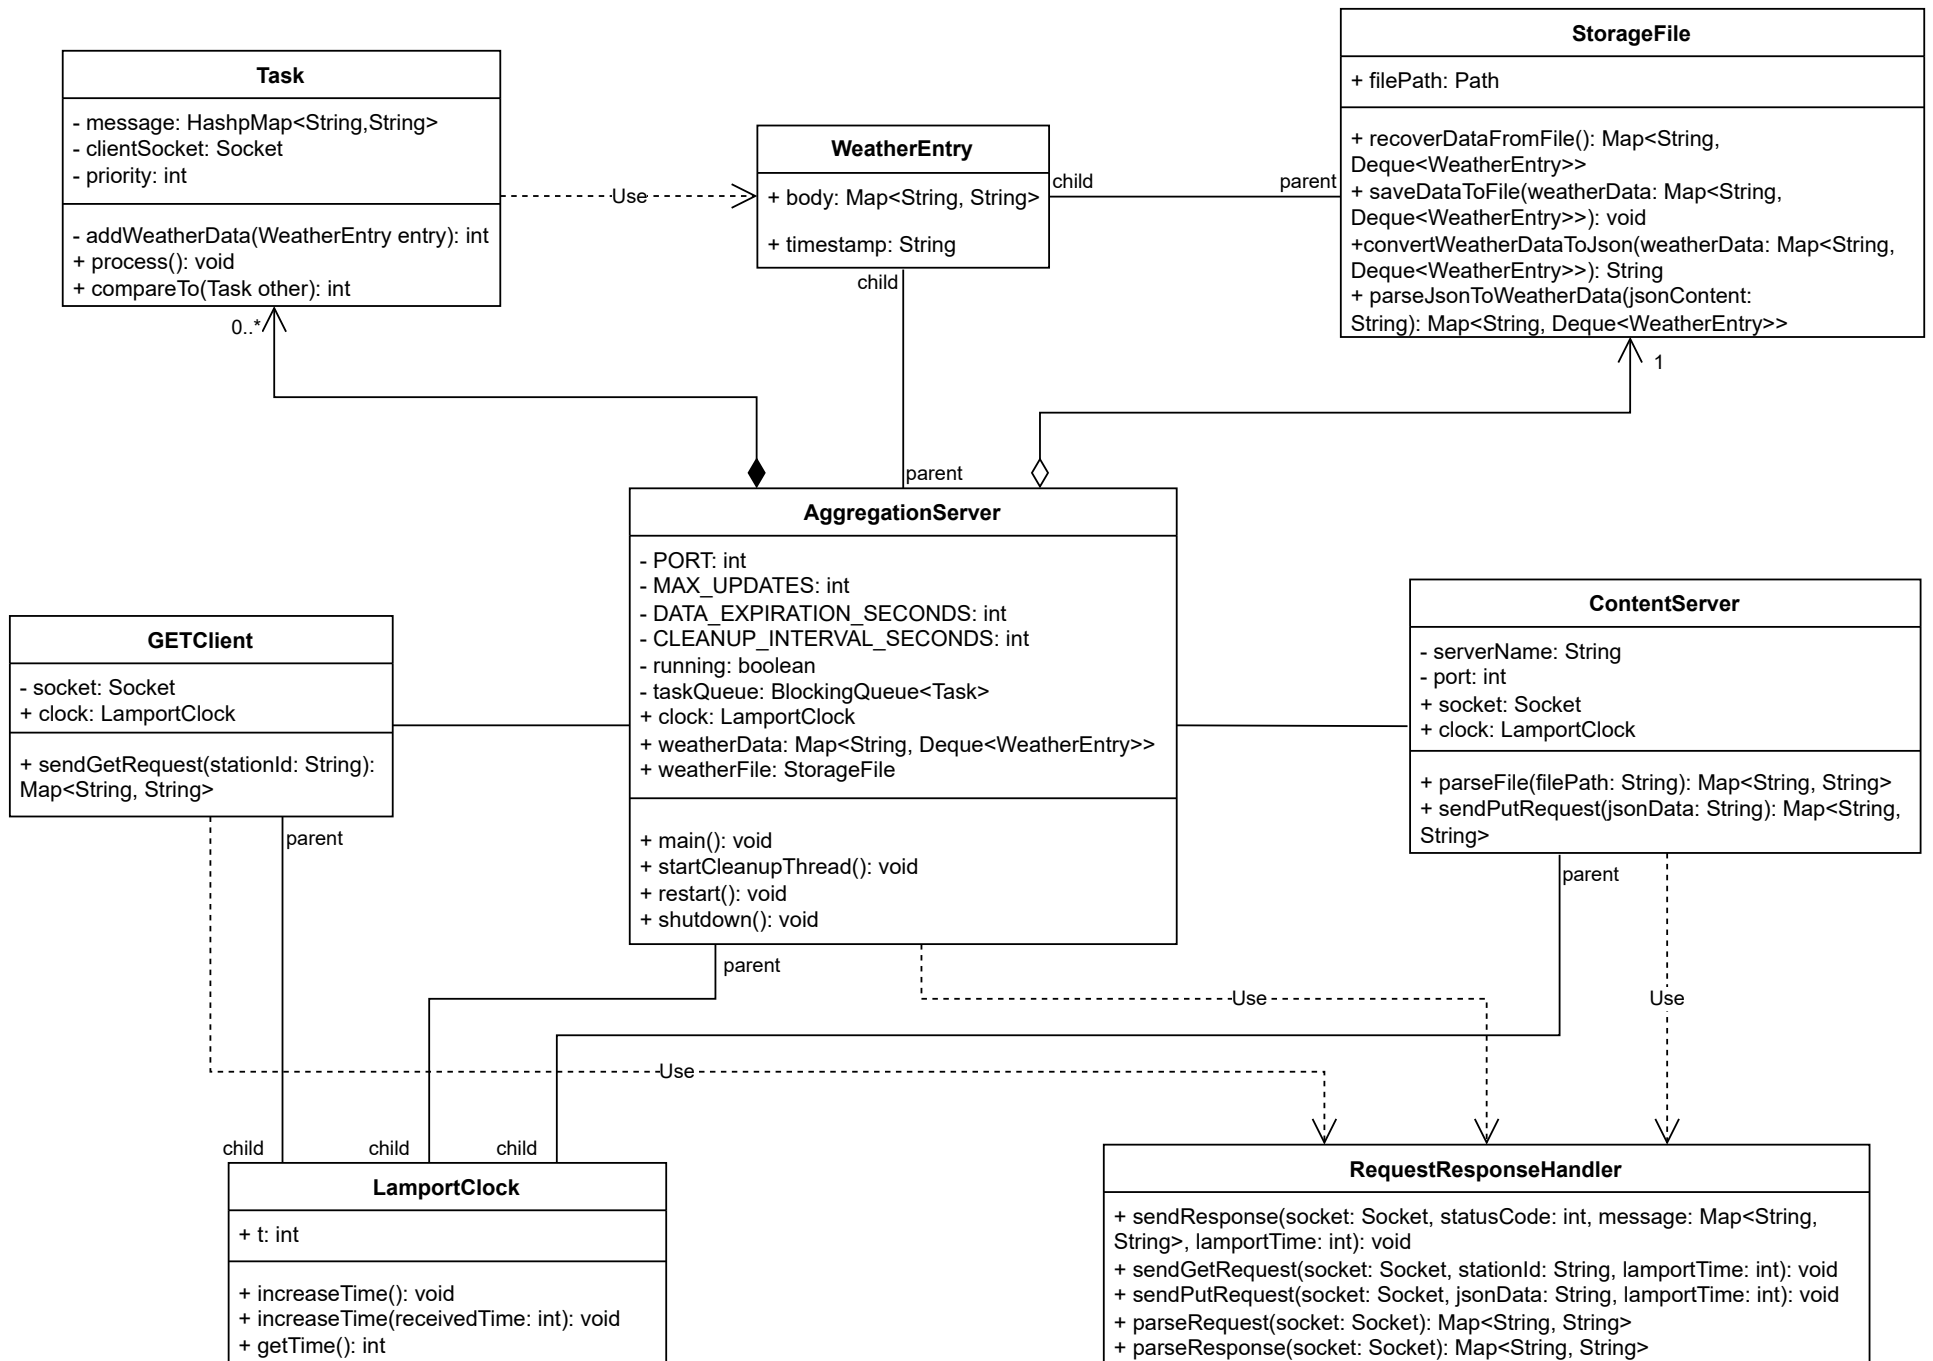 StorageFile
+ filePath: Path
+ recoverDataFromFile(): Map<String,
Deque<WeatherEntry>>
+ saveDataToFile(weatherData: Map<String,
Deque<WeatherEntry>>): void
+convertWeatherDataToJson(weatherData: Map<String,
Deque<WeatherEntry>>): String
+ parseJsonToWeatherData(jsonContent:
String): Map<String, Deque<WeatherEntry>>
Task
- message: HashpMap<String,String>
- clientSocket: Socket
- priority: int
- addWeatherData(WeatherEntry entry): int
+ process(): void
+ compareTo(Task other): int
Use
WeatherEntry
+ body: Map<String, String>
+ timestamp: String
child
parent
child
0..*
1
parent
AggregationServer
- PORT: int
- MAX_UPDATES: int
- DATA_EXPIRATION_SECONDS: int
- CLEANUP_INTERVAL_SECONDS: int
- running: boolean
- taskQueue: BlockingQueue<Task>
+ clock: LamportClock
+ weatherData: Map<String, Deque<WeatherEntry>>
+ weatherFile: StorageFile
+ main(): void
+ startCleanupThread(): void
+ restart(): void
+ shutdown(): void
GETClient
- socket: Socket
+ clock: LamportClock
+ sendGetRequest(stationId: String):
Map<String, String>
ContentServer
- serverName: String
- port: int
+ socket: Socket
+ clock: LamportClock
+ parseFile(filePath: String): Map<String, String>
+ sendPutRequest(jsonData: String): Map<String,
String>
parent
parent
parent
Use
Use
Use
child
child
child
LamportClock
+ t: int
+ increaseTime(): void
+ increaseTime(receivedTime: int): void
+ getTime(): int
RequestResponseHandler
+ sendResponse(socket: Socket, statusCode: int, message: Map<String,
String>, lamportTime: int): void
+ sendGetRequest(socket: Socket, stationId: String, lamportTime: int): void
+ sendPutRequest(socket: Socket, jsonData: String, lamportTime: int): void
+ parseRequest(socket: Socket): Map<String, String>
+ parseResponse(socket: Socket): Map<String, String>